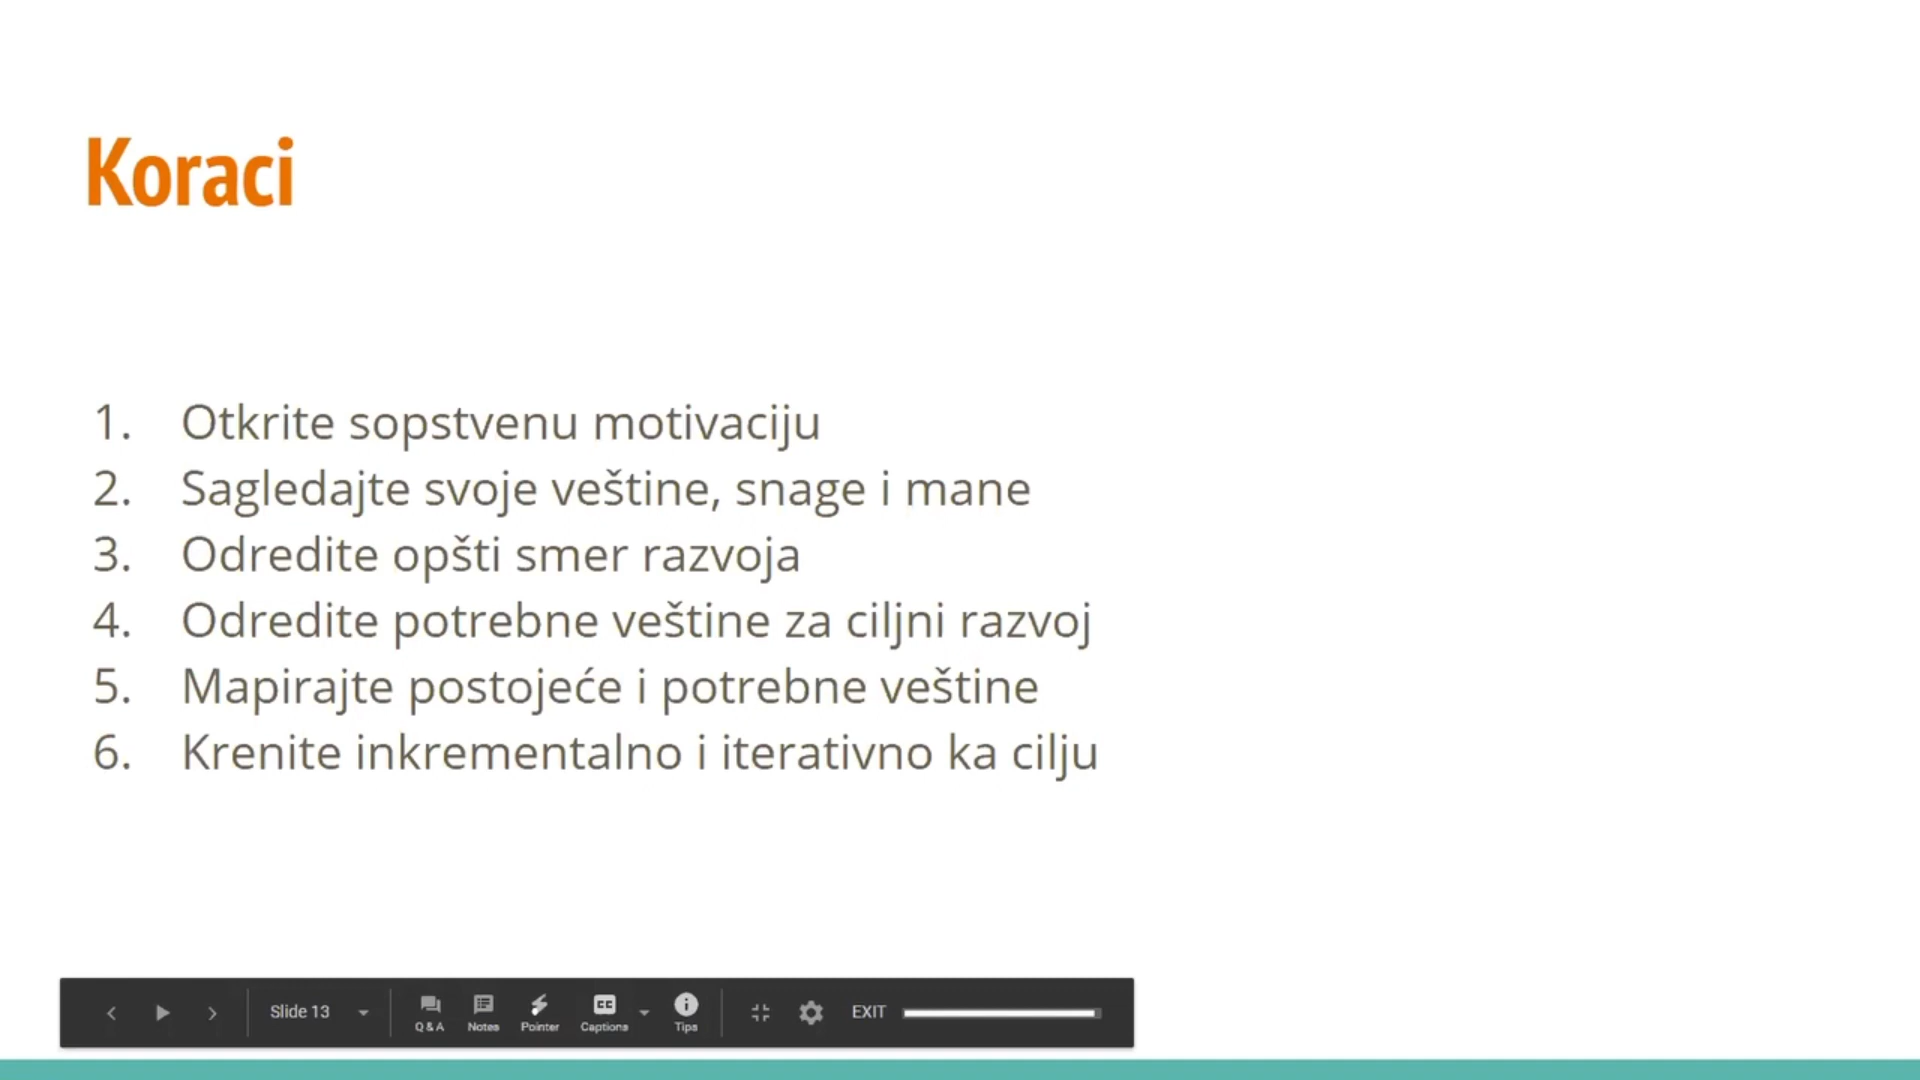 Koraci
1. Otkrite sopstvenu motivaciju
2. Sagledajte svoje veštine, snage i mane
3. Odredite opšti smer razvoja
4. Odredite potrebne veštine za ciljni razvoj
5. Mapirajte postojeće i potrebne veštine
6. Krenite inkrementalno i iterativno ka cilju
Slide 13 Q & A Notes Pointer CC Captions Tips EXIT